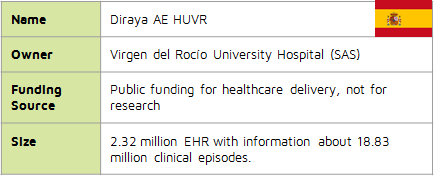 Name Diraya AE HUVR
Owner Virgen del Rocío University Hospital (SAS)
Funding Public funding for healthcare delivery, not for
Source research
Size 2.32 million EHR with information about 18.83
million clinical episodes.